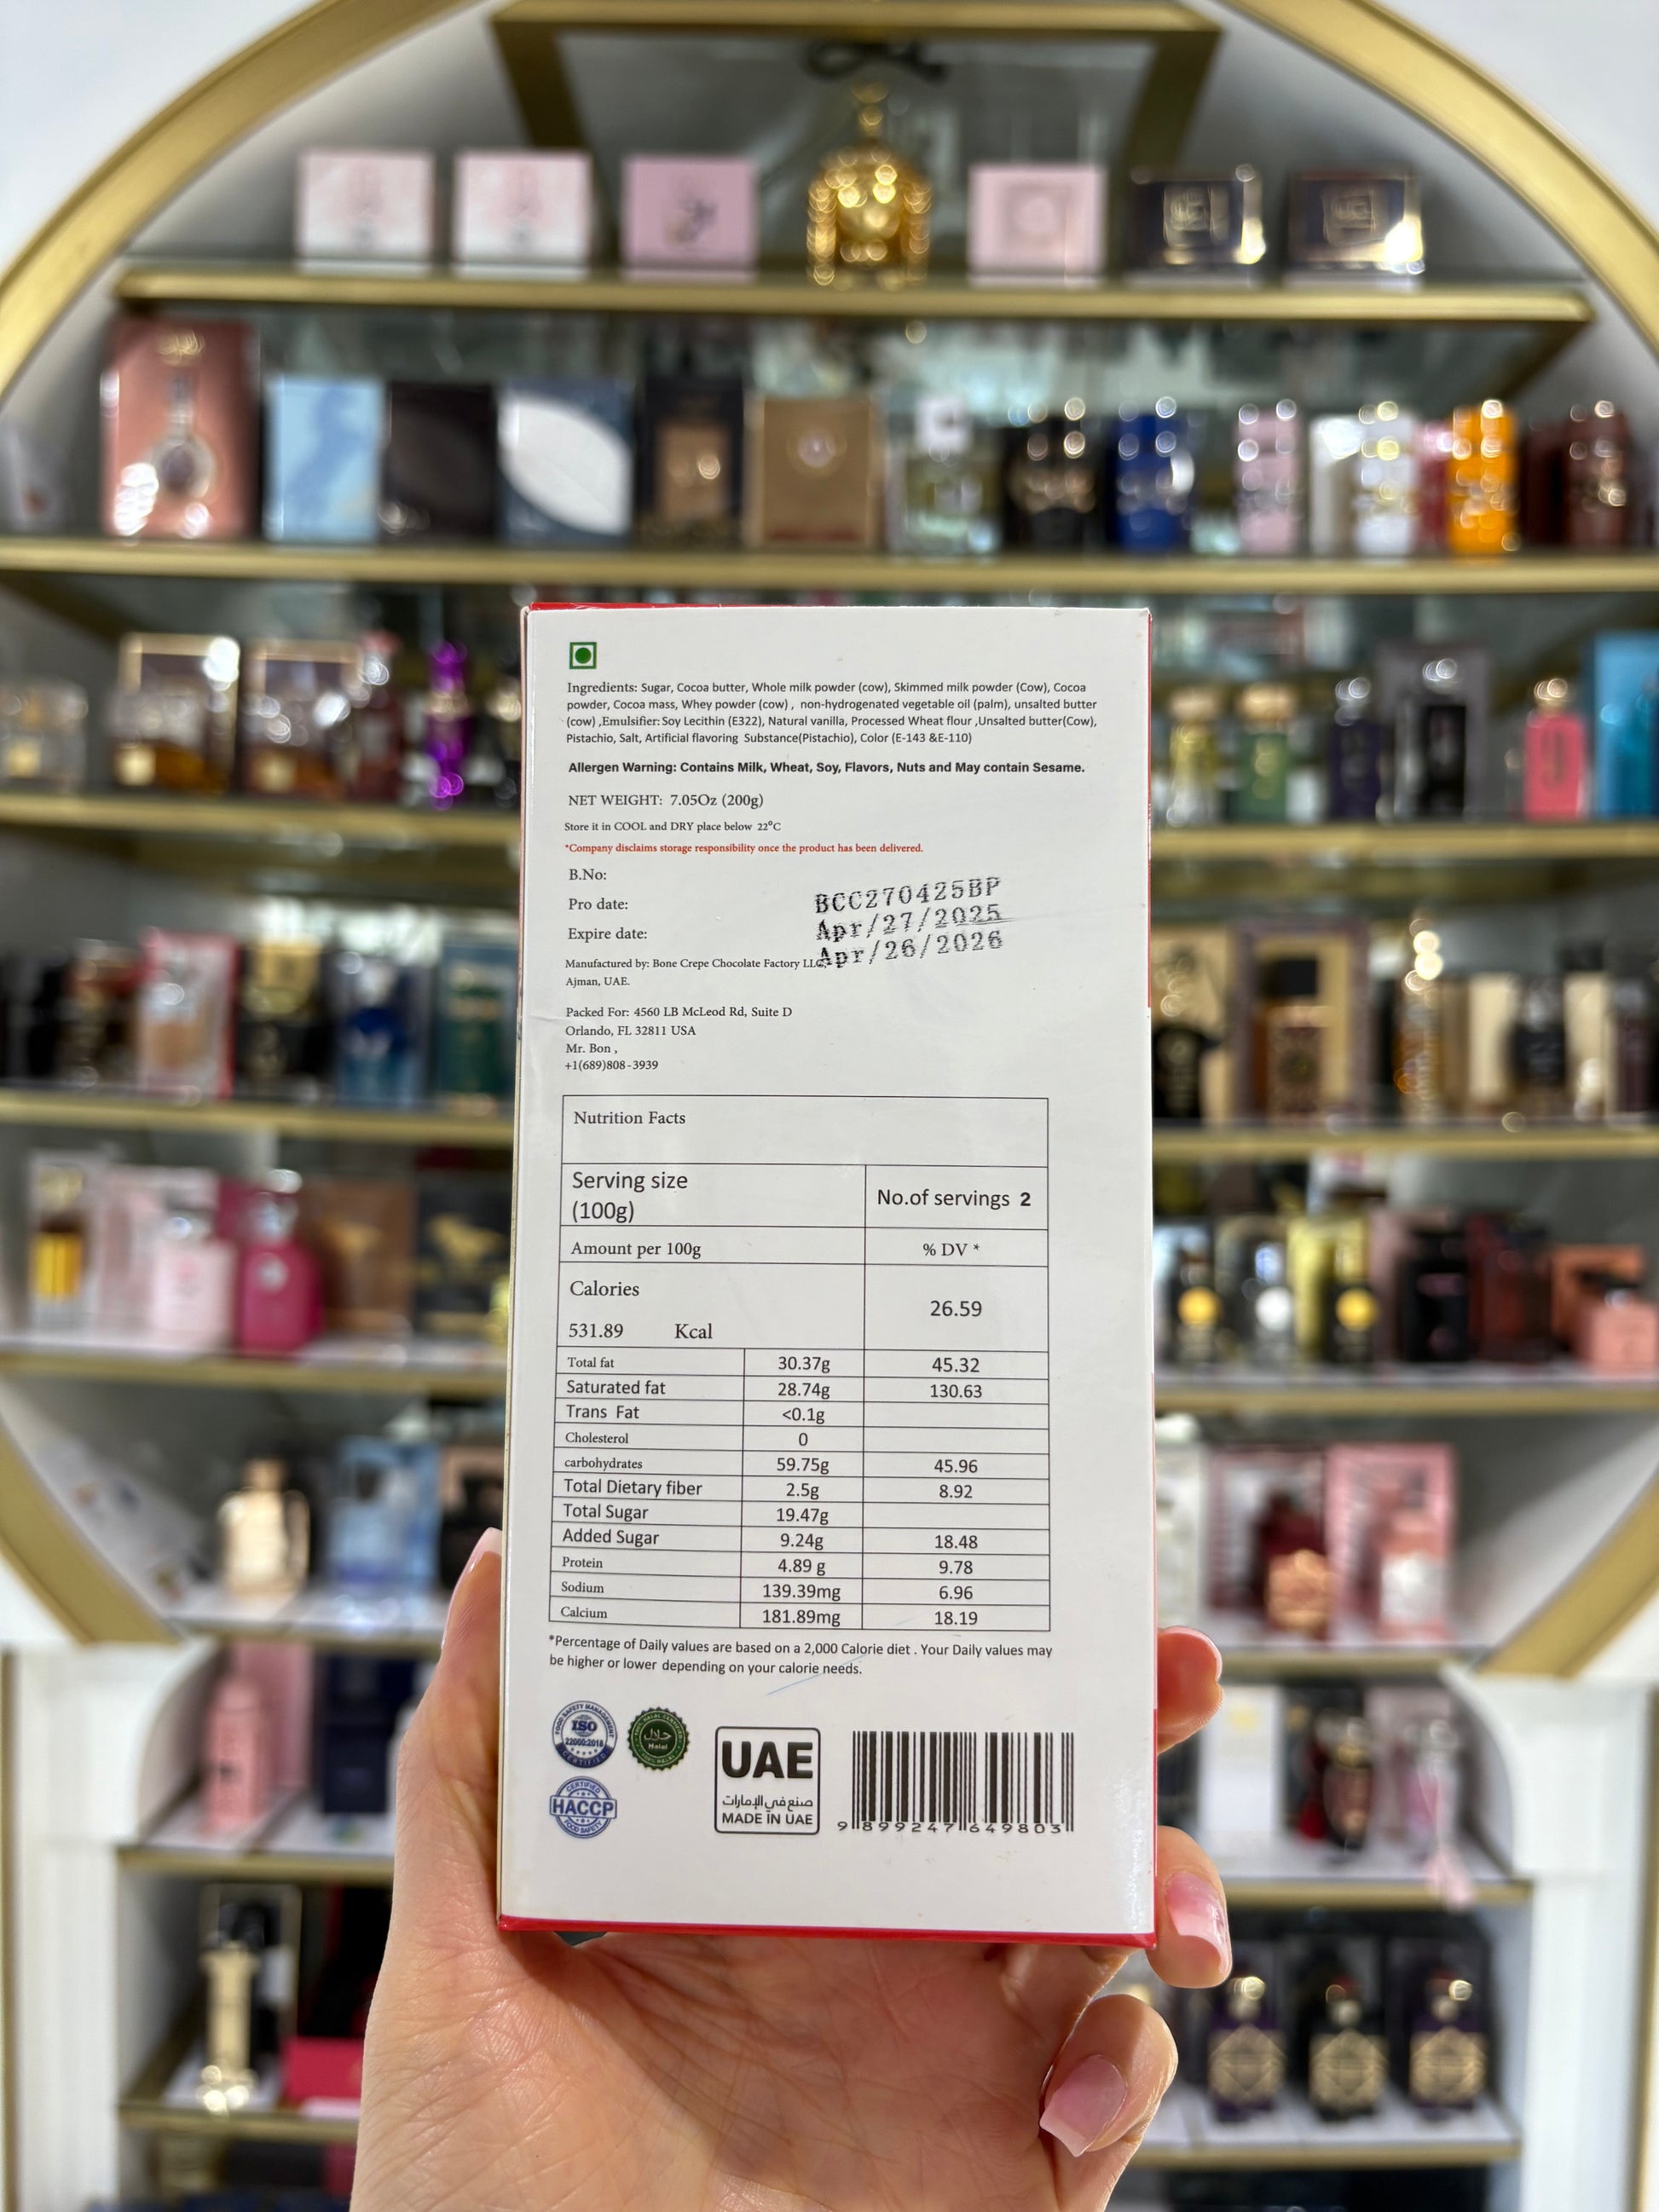 Ingredients: Sugar, Cocoa butter, Whole milk powder (cow), Skimmed milk powder (Cow), Cocoa
powder, Cocoa mass, Whey powder (cow) , non-hydrogenated vegetable oil (palm), unsalted butter
(cow) ,Emulsifier: Soy Lecithin (E322), Natural vanilla, Processed Wheat flour ,Unsalted butter(Cow),
Pistachio, Salt, Artificial flavoring Substance(Pistachio), Color (E-143 &E-110)
Allergen Warning: Contains Milk, Wheat, Soy, Flavors, Nuts and May contain Sesame.
NET WEIGHT: 7.05Oz (200g)
Store it in COOL and DRY place below 22°C
*Company disclaims storage responsibility once the product has been delivered.
B.No: BCC270425BP
Pro date: Apr/27/2025
Expire date: Apr/26/2026
Manufactured by: Bone Crepe Chocolate Factory LLC,
Ajman, UAE.
Packed For: 4560 LB McLeod Rd, Suite D
Orlando, FL 32811 USA
Mr. Bon ,
+1(689)808-3939
Nutrition Facts
Serving size
(100g)
No.of servings 2
Amount per 100g % DV *
Calories
531.89 Kcal 26.59
Total fat 30.37g 45.32
Saturated fat 28.74g 130.63
Trans Fat <0.1g
Cholesterol 0
carbohydrates 59.75g 45.96
Total Dietary fiber 2.5g 8.92
Total Sugar 19.47g
Added Sugar 9.24g 18.48
Protein 4.89 g 9.78
Sodium 139.39mg 6.96
Calcium 181.89mg 18.19
*Percentage of Daily values are based on a 2,000 Calorie diet . Your Daily values may
be higher or lower depending on your calorie needs.
FOOD SAFETY MANAGEMENT
ISO
22000:2018
CERTIFIED
حلال
Halal
CERTIFIED
HACCP
FOOD SAFETY
UAE
صنع في الإمارات
MADE IN UAE
9 899247 649803